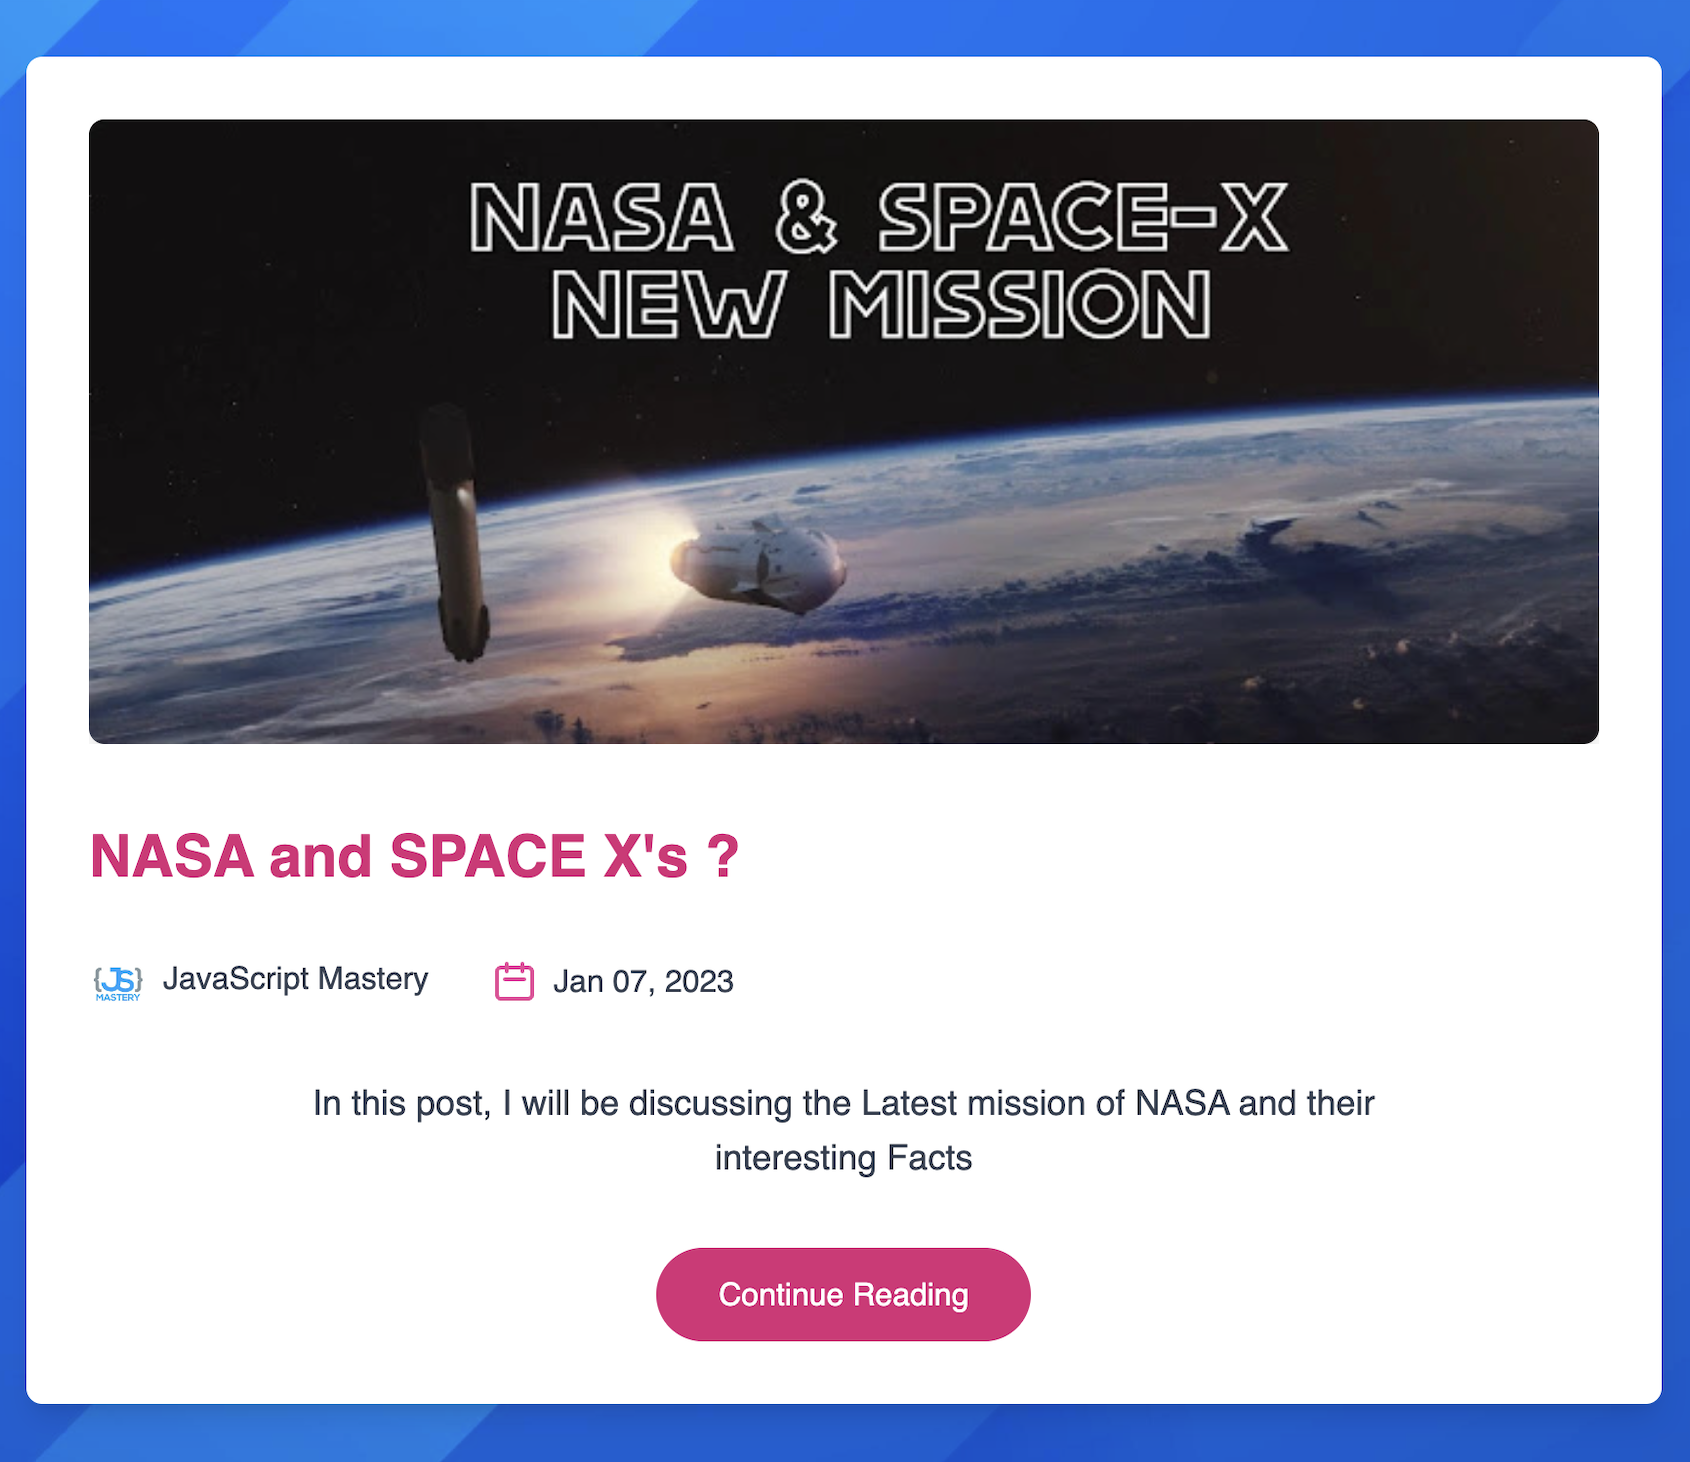 NASA & SPACE-X
NEW MISSION
NASA and SPACE X's ?
{JS}
MASTERY
JavaScript Mastery
Jan 07, 2023
In this post, I will be discussing the Latest mission of NASA and their
interesting Facts
Continue Reading